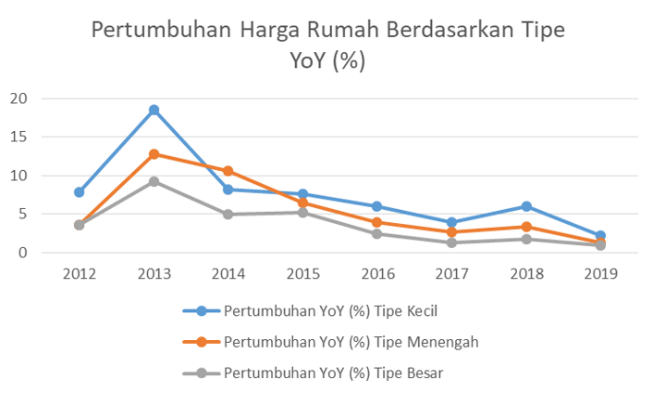 Pertumbuhan Harga Rumah Berdasarkan Tipe
YoY (%)
20
15
10
5
0
2012 2013 2014 2015 2016 2017 2018 2019
Pertumbuhan YoY (%) Tipe Kecil
Pertumbuhan YoY (%) Tipe Menengah
Pertumbuhan YoY (%) Tipe Besar